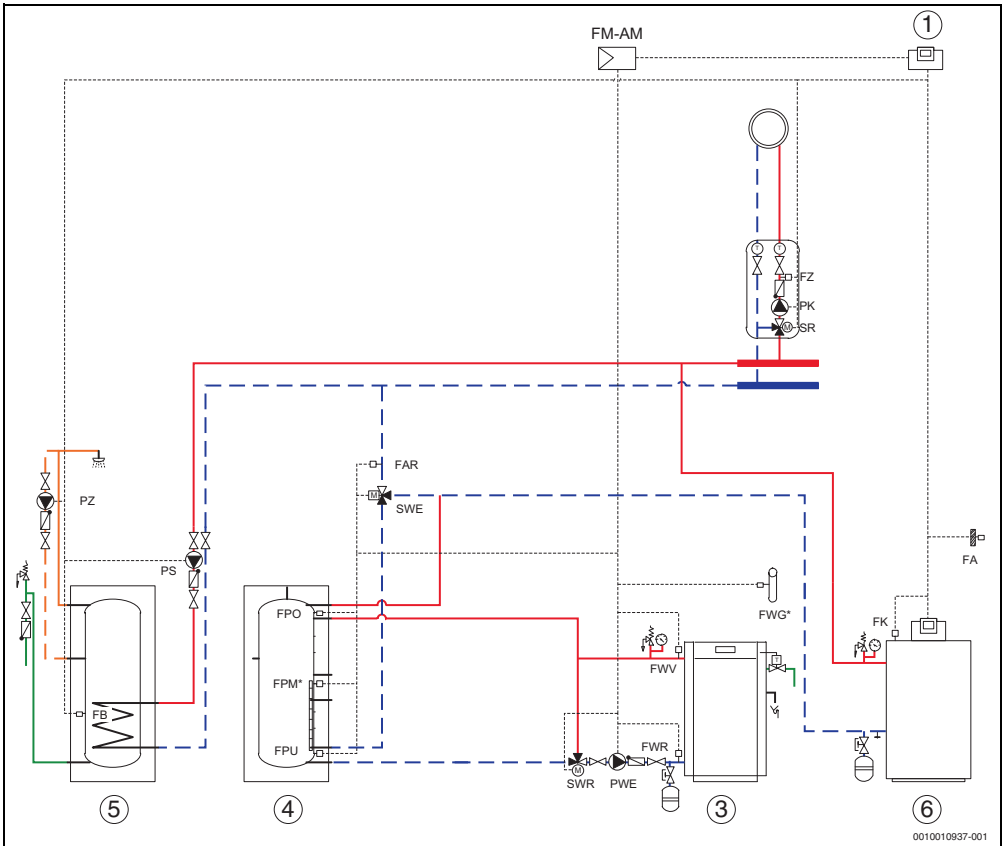 FM-AM
1
T
T
FZ
PK
M
SR
FAR
M
SWE
PZ
PS
FA
FWG*
FK
FPO
FWV
T
FPM*
FB
FPU
FWR
M
SWR
PWE
5
4
3
6
0010010937-001